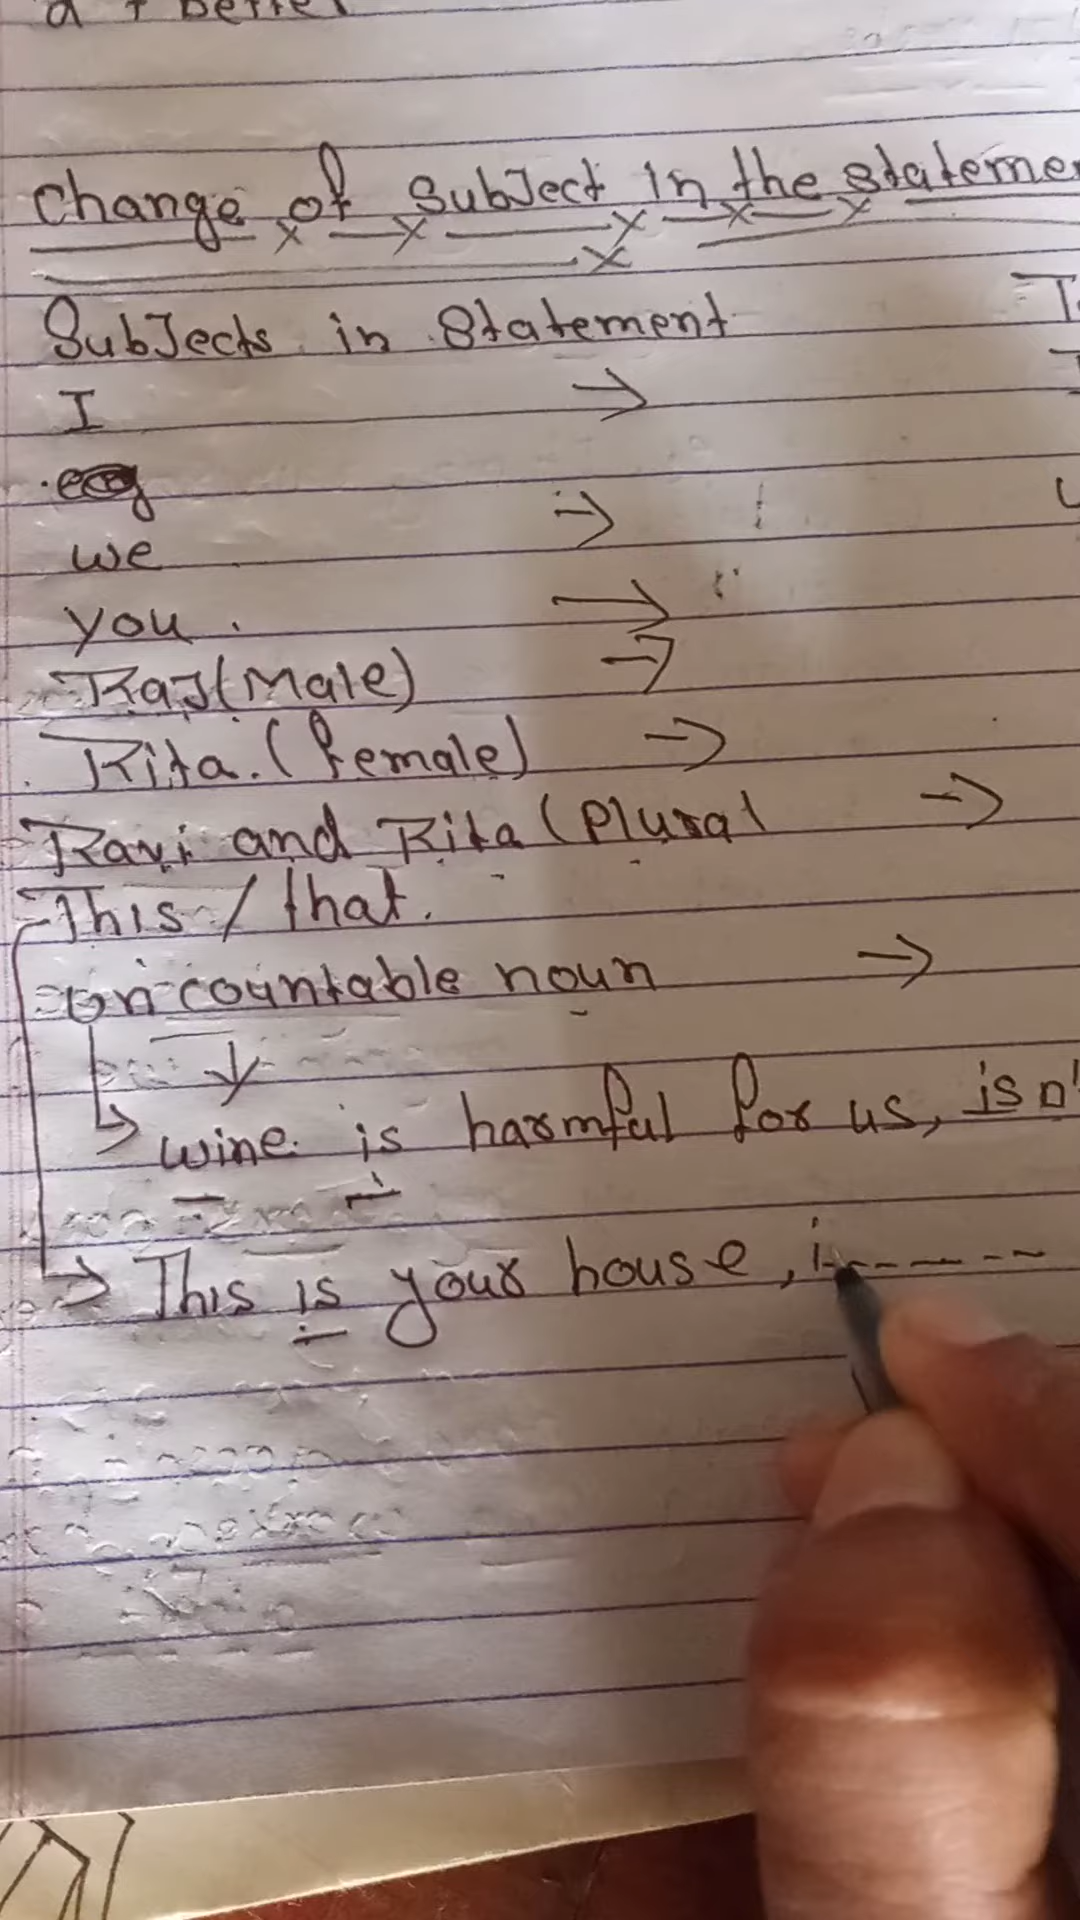 a + bette
Change of SubJect in the stateme
SubJects in Statement
I →
we →
you. →
RaJ (Male) →
Rita. (female) →
Ravi and Rita (Plural →
This / that.
Uncountable noun →
wine is harmful for us, isn'
This is your house, i------